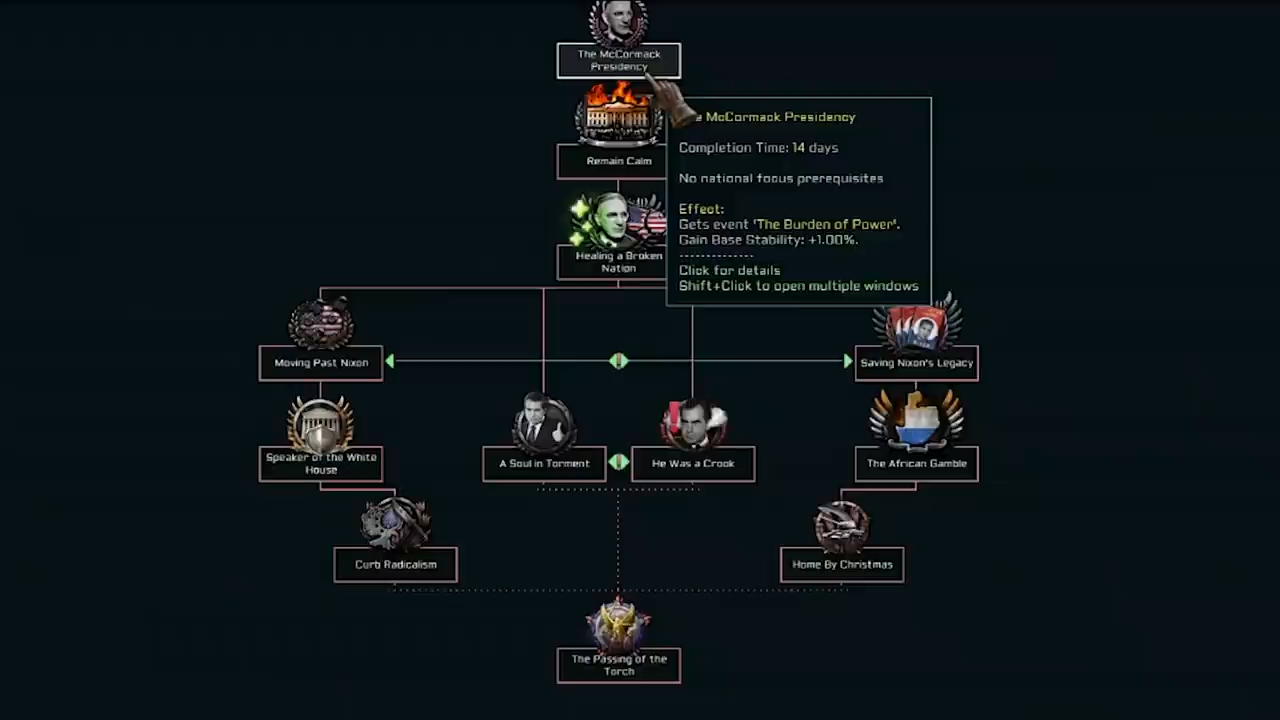 The McCormack
Presidency
Remain Calm
Healing a Broken
Nation
McCormack Presidency
Completion Time: 14 days
No national focus prerequisites
Effect:
Gets event 'The Burden of Power'.
Gain Base Stability: +1.00%.
--------------
Click for details
Shift+Click to open multiple windows
Moving Past Nixon
Saving Nixon's Legacy
Speaker of the White
House
A Soul in Torment
He Was a Crook
The African Gamble
Curb Radicalism
Home By Christmas
The Passing of the
Torch